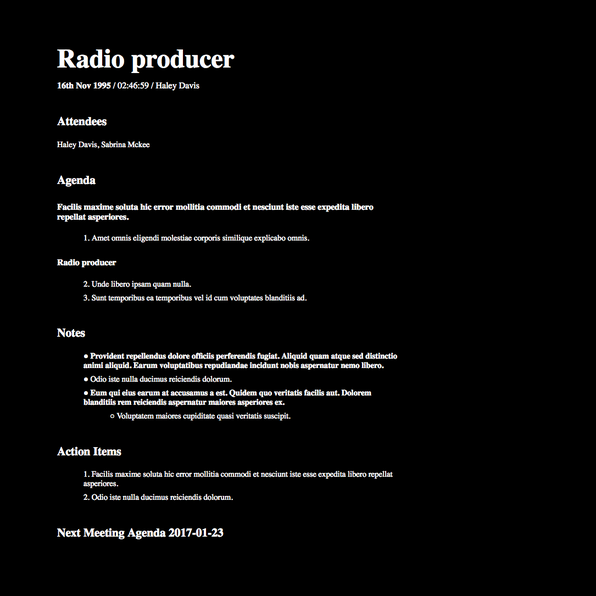 Radio producer
16th Nov 1995 / 02:46:59 / Haley Davis
Attendees
Haley Davis, Sabrina Mckee
Agenda
Facilis maxime soluta hic error mollitia commodi et nesciunt iste esse expedita libero
repellat asperiores.
1. Amet omnis eligendi molestiae corporis similique explicabo omnis.
Radio producer
2. Unde libero ipsam quam nulla.
3. Sunt temporibus ea temporibus vel id cum voluptates blanditiis ad.
Notes
● Provident repellendus dolore officiis perferendis fugiat. Aliquid quam atque sed distinctio
animi aliquid. Earum voluptatibus repudiandae incidunt nobis aspernatur nemo libero.
● Odio iste nulla ducimus reiciendis dolorum.
● Eum qui eius earum at accusamus a est. Quidem quo veritatis facilis aut. Dolorem
blanditiis rem reiciendis aspernatur maiores asperiores ex.
○ Voluptatem maiores cupiditate quasi veritatis suscipit.
Action Items
1. Facilis maxime soluta hic error mollitia commodi et nesciunt iste esse expedita libero repellat
asperiores.
2. Odio iste nulla ducimus reiciendis dolorum.
Next Meeting Agenda 2017-01-23